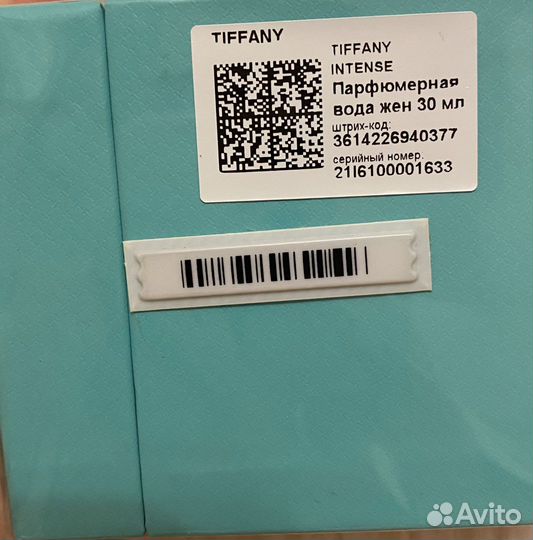 TIFFANY
TIFFANY
INTENSE
Парфюмерная
вода жен 30 мл
штрих-код:
3614226940377
серийный номер.
21I6100001633
Avito